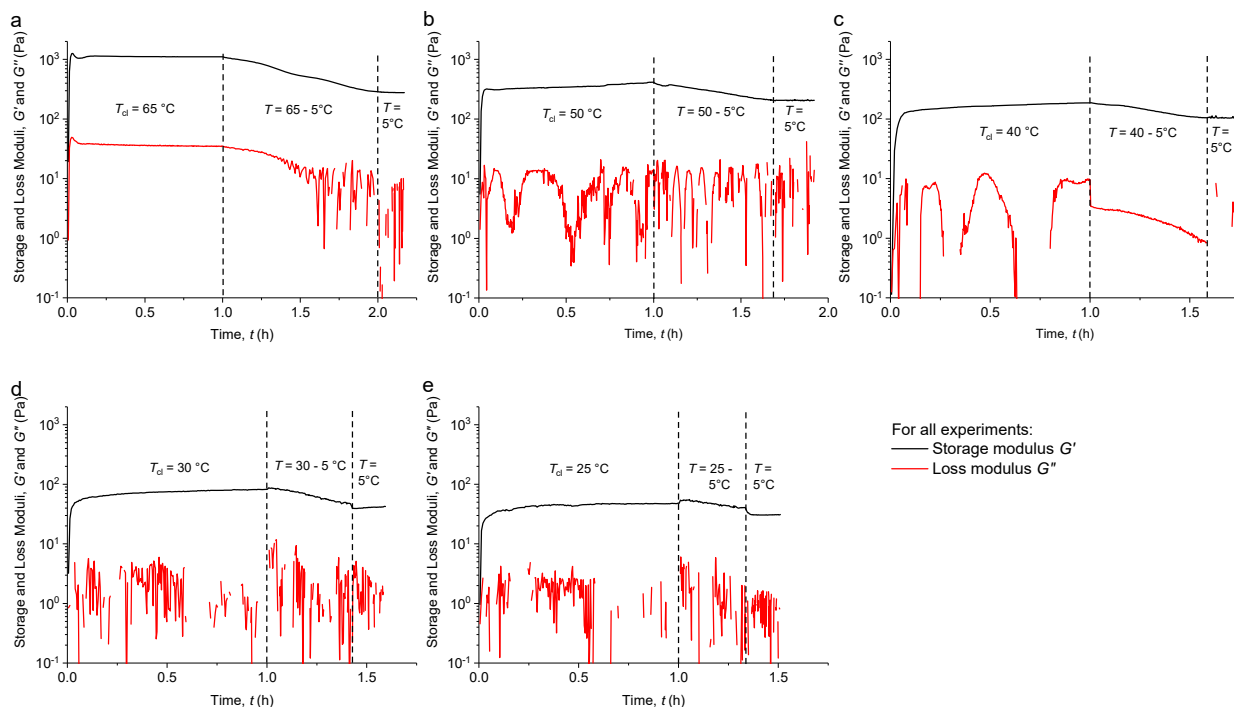 a
Storage and Loss Moduli, G′ and G″ (Pa)
10³
10²
10¹
10⁰
10⁻¹
T_cl = 65 °C
T = 65 - 5°C
T =
5°C
0.0 0.5 1.0 1.5 2.0
Time, t (h)
b
Storage and Loss Moduli, G′ and G″ (Pa)
10³
10²
10¹
10⁰
10⁻¹
T_cl = 50 °C
T = 50 - 5°C
T =
5°C
0.0 0.5 1.0 1.5 2.0
Time, t (h)
c
Storage and Loss Moduli, G′ and G″ (Pa)
10³
10²
10¹
10⁰
10⁻¹
T_cl = 40 °C
T = 40 - 5°C
T =
5°C
0.0 0.5 1.0 1.5
Time, t (h)
d
Storage and Loss Moduli, G′ and G″ (Pa)
10³
10²
10¹
10⁰
10⁻¹
T_cl = 30 °C
T = 30 - 5 °C
T =
5°C
0.0 0.5 1.0 1.5
Time, t (h)
e
Storage and Loss Moduli, G′ and G″ (Pa)
10³
10²
10¹
10⁰
10⁻¹
T_cl = 25 °C
T = 25 -
5°C
T =
5°C
0.0 0.5 1.0 1.5
Time, t (h)
For all experiments:
Storage modulus G′
Loss modulus G″